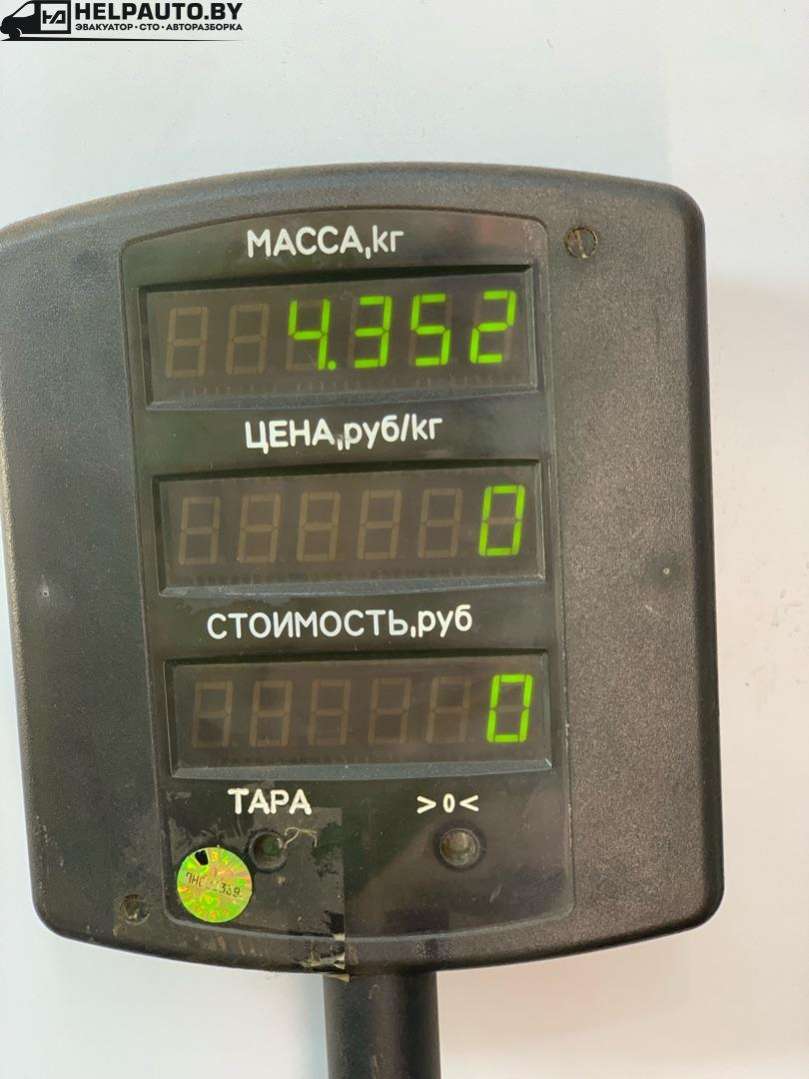 HELPAUTO.BY
ЭВАКУАТОР • СТО • АВТОРАЗБОРКА
МАССА,кг
4.352
ЦЕНА,руб/кг
0
СТОИМОСТЬ,руб
0
ТАРА >0<